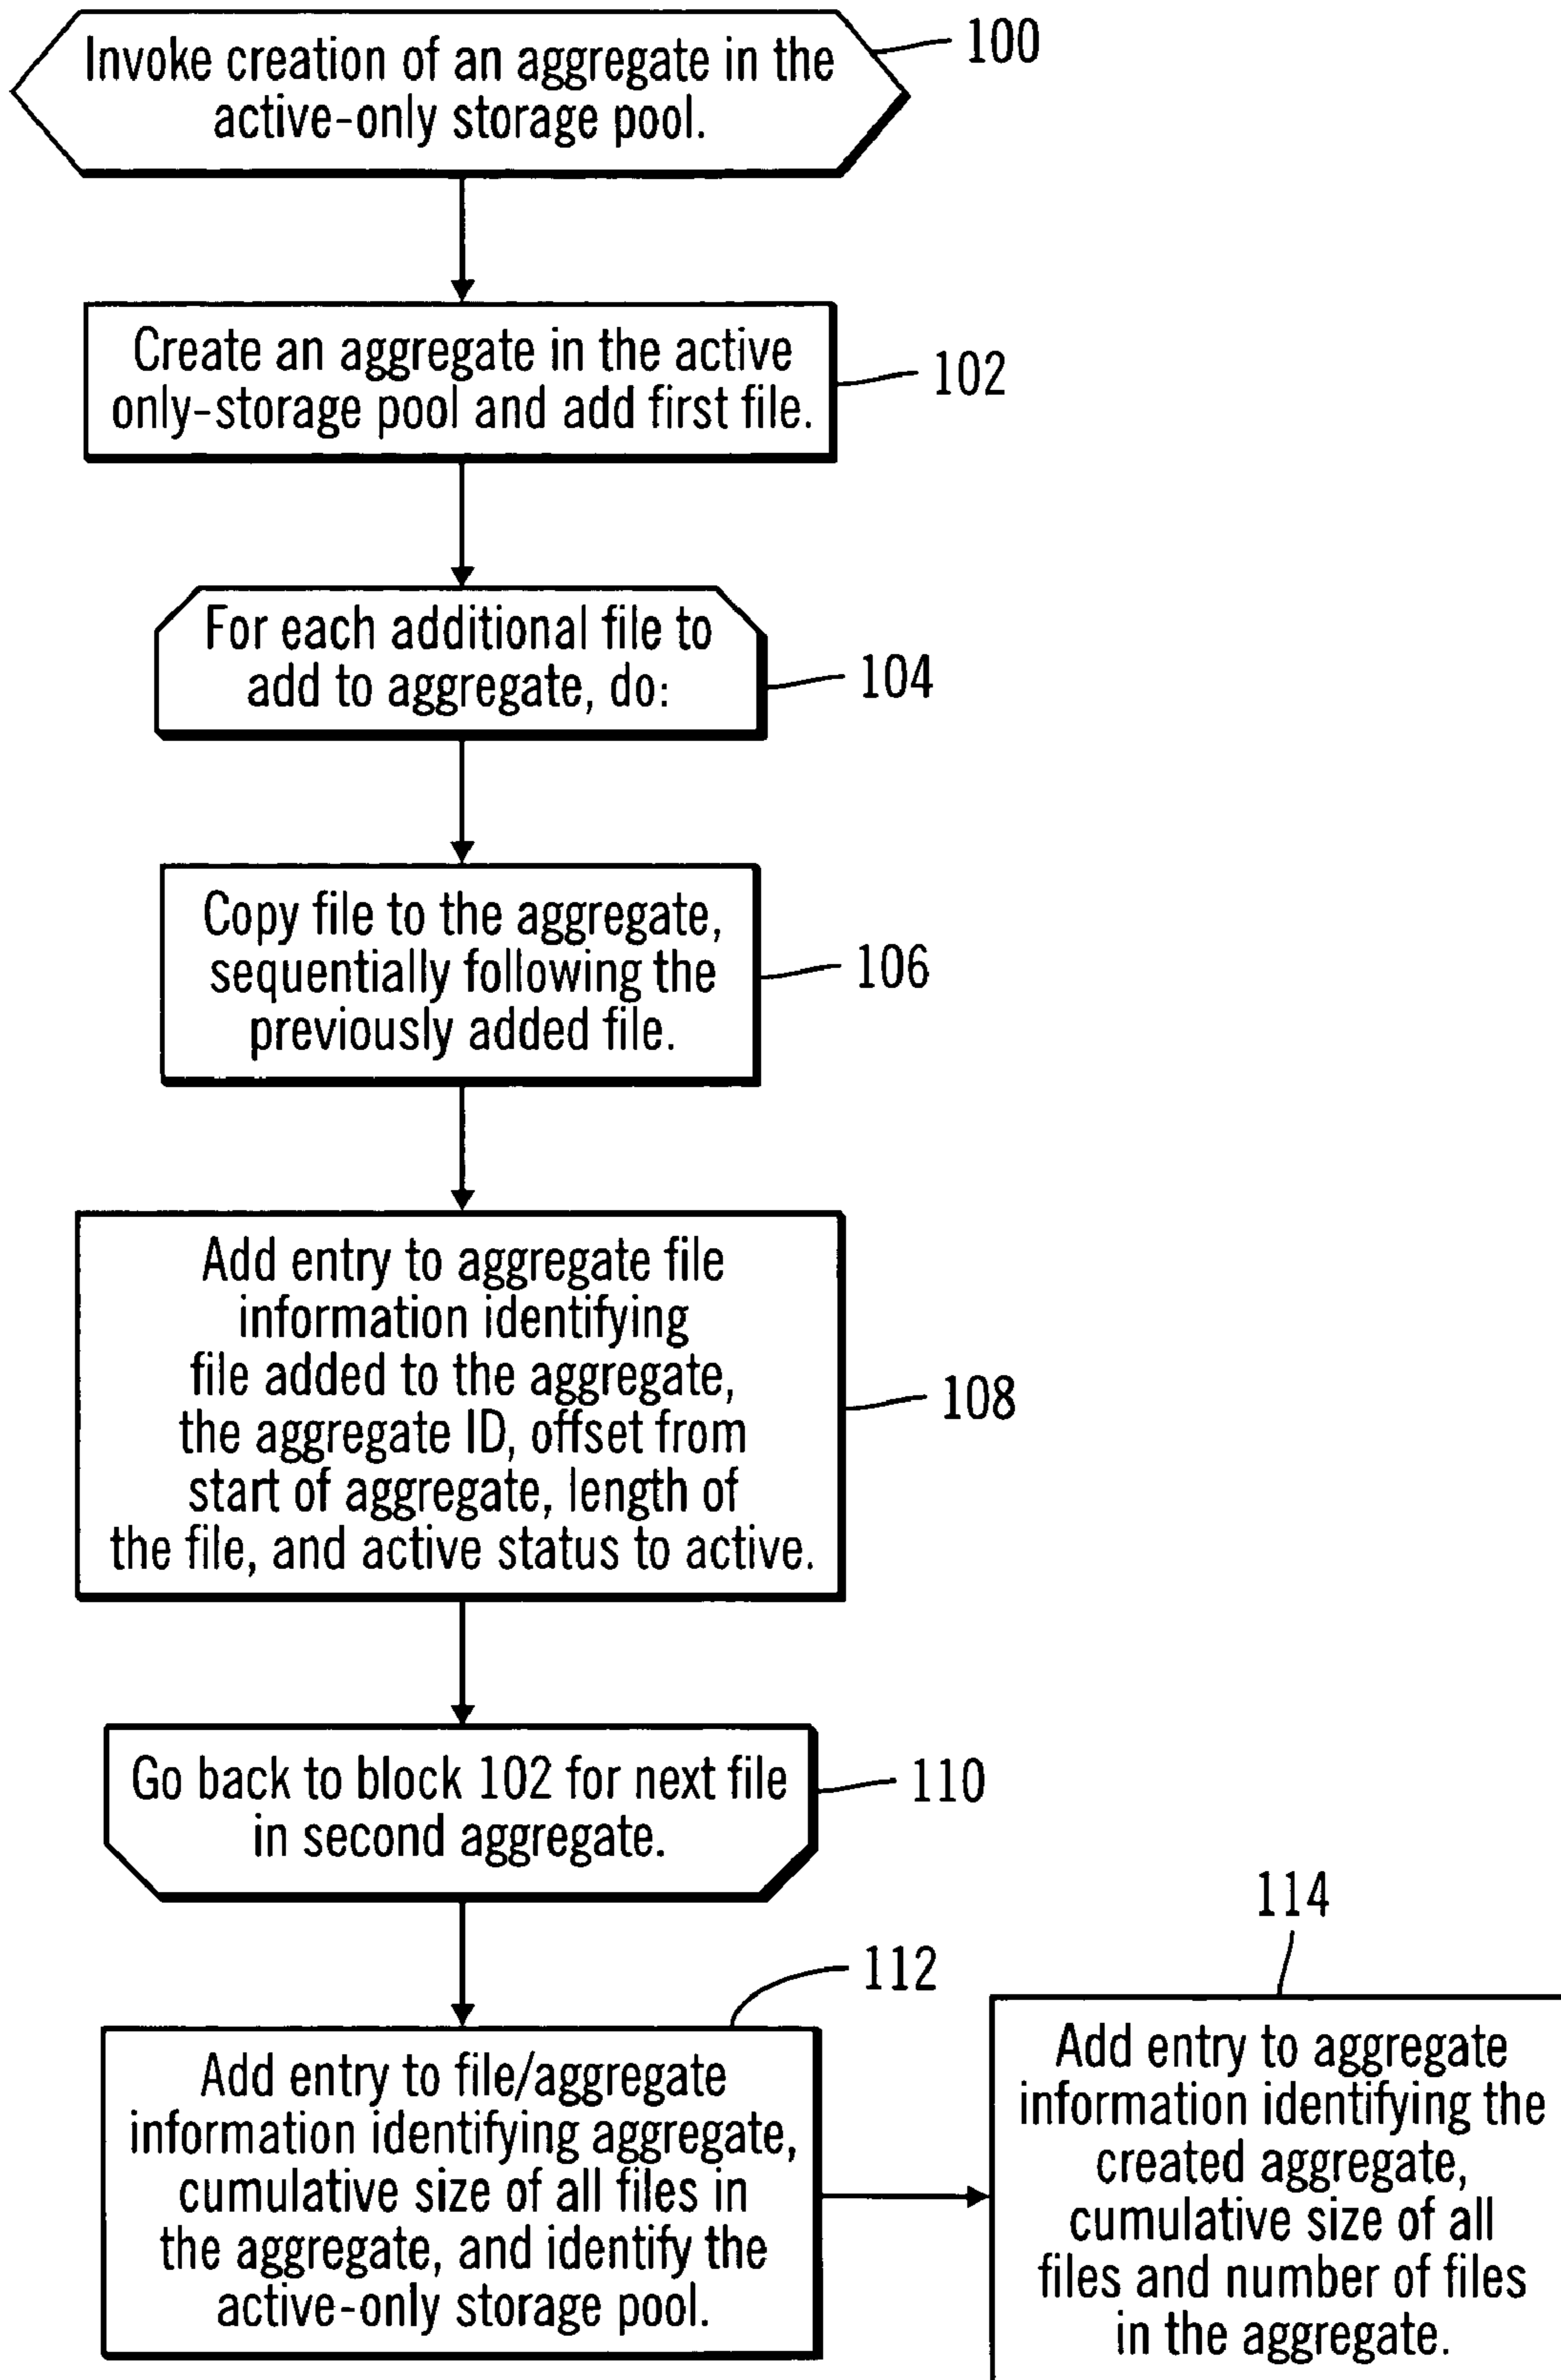 Invoke creation of an aggregate in the
active-only storage pool.
100
Create an aggregate in the active
only-storage pool and add first file.
102
For each additional file to
add to aggregate, do:
104
Copy file to the aggregate,
sequentially following the
previously added file.
106
Add entry to aggregate file
information identifying
file added to the aggregate,
the aggregate ID, offset from
start of aggregate, length of
the file, and active status to active.
108
Go back to block 102 for next file
in second aggregate.
110
112
Add entry to file/aggregate
information identifying aggregate,
cumulative size of all files in
the aggregate, and identify the
active-only storage pool.
114
Add entry to aggregate
information identifying the
created aggregate,
cumulative size of all
files and number of files
in the aggregate.